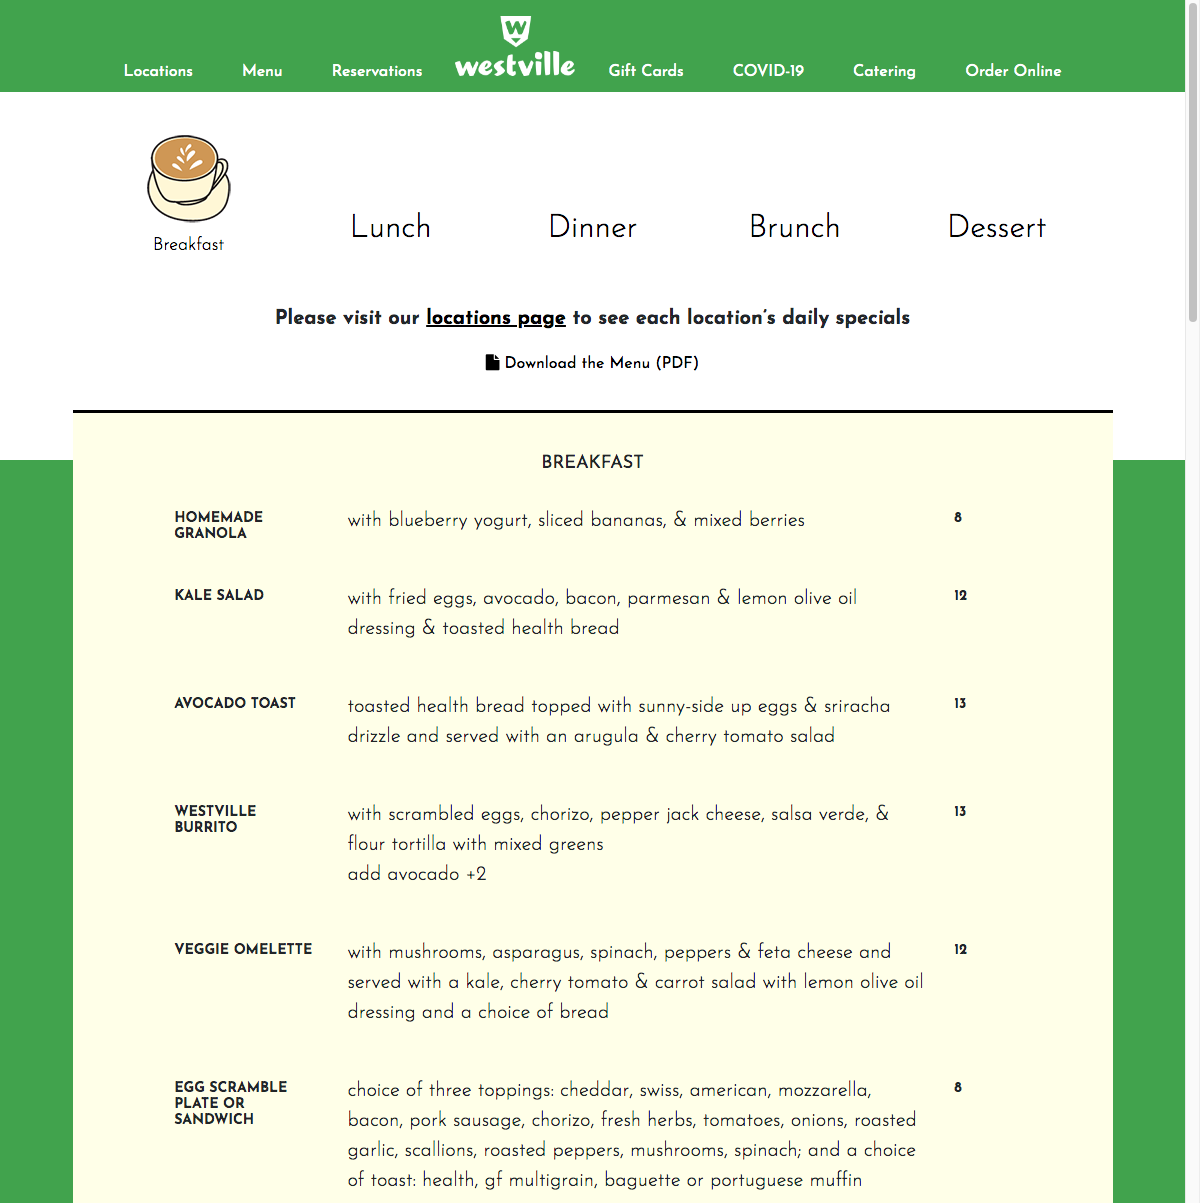 W
westville
Locations
Menu
Reservations
Gift Cards
COVID-19
Catering
Order Online
Breakfast
Lunch
Dinner
Brunch
Dessert
Please visit our locations page to see each location's daily specials
Download the Menu (PDF)
BREAKFAST
HOMEMADE
GRANOLA
with blueberry yogurt, sliced bananas, & mixed berries
8
KALE SALAD
with fried eggs, avocado, bacon, parmesan & lemon olive oil
dressing & toasted health bread
12
AVOCADO TOAST
toasted health bread topped with sunny-side up eggs & sriracha
drizzle and served with an arugula & cherry tomato salad
13
WESTVILLE
BURRITO
with scrambled eggs, chorizo, pepper jack cheese, salsa verde, &
flour tortilla with mixed greens
add avocado +2
13
VEGGIE OMELETTE
with mushrooms, asparagus, spinach, peppers & feta cheese and
served with a kale, cherry tomato & carrot salad with lemon olive oil
dressing and a choice of bread
12
EGG SCRAMBLE
PLATE OR
SANDWICH
choice of three toppings: cheddar, swiss, american, mozzarella,
bacon, pork sausage, chorizo, fresh herbs, tomatoes, onions, roasted
garlic, scallions, roasted peppers, mushrooms, spinach; and a choice
of toast: health, gf multigrain, baguette or portuguese muffin
8